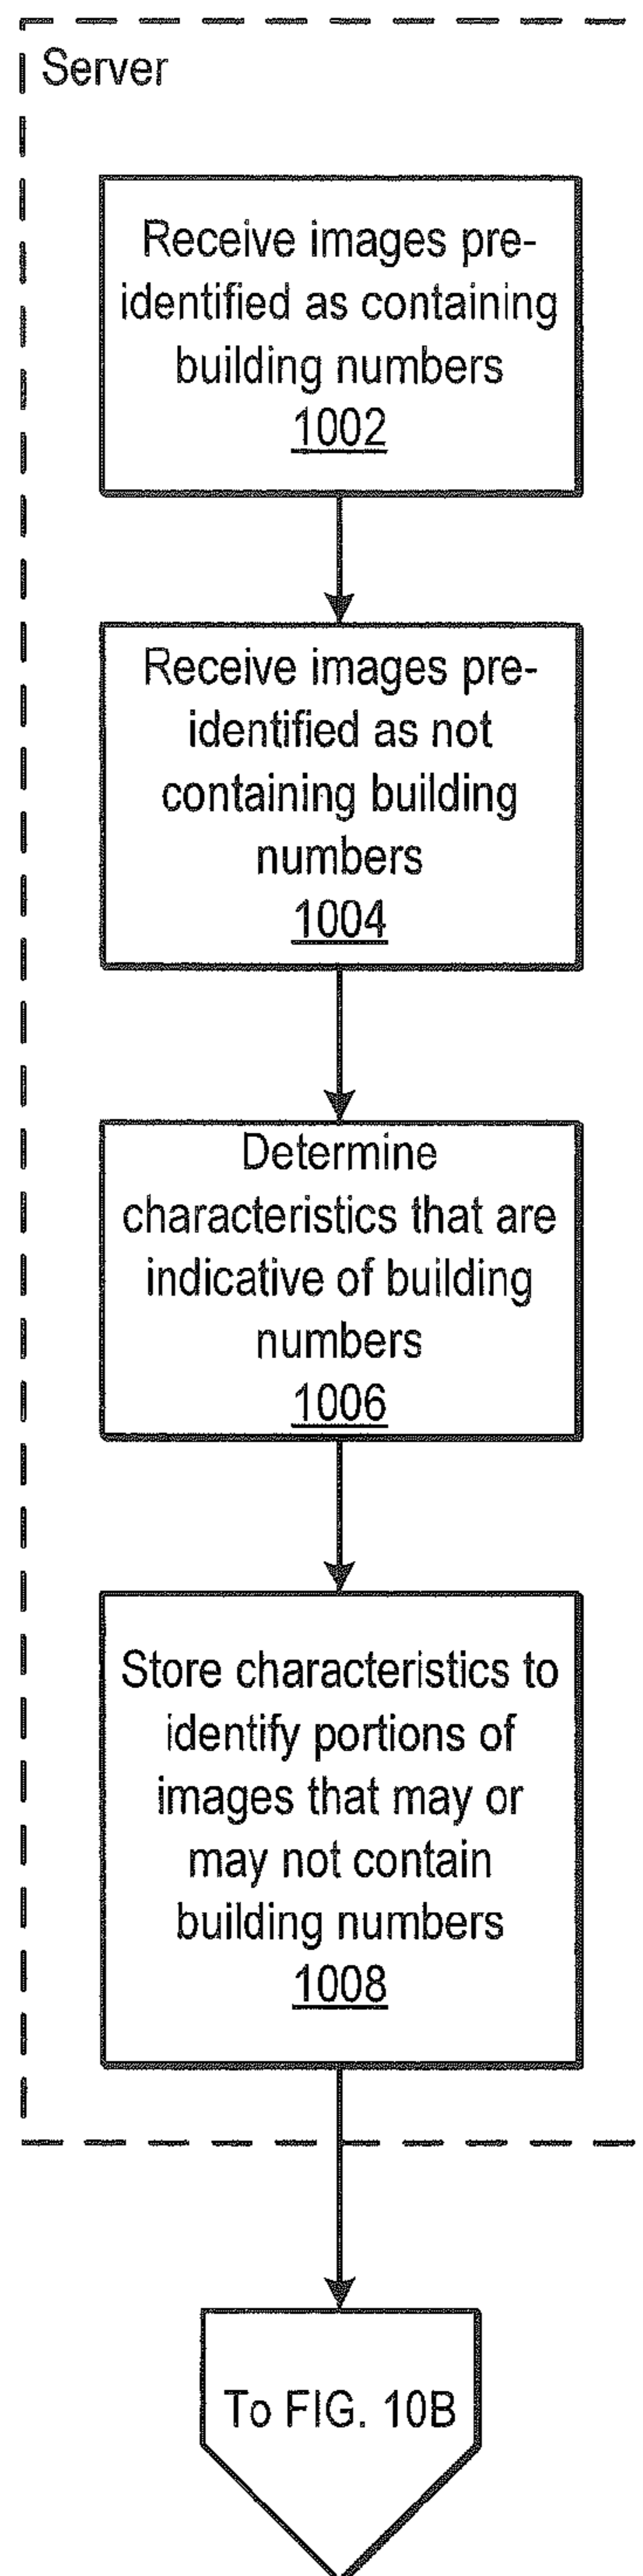 Server
Receive images pre-
identified as containing
building numbers
1002
Receive images pre-
identified as not
containing building
numbers
1004
Determine
characteristics that are
indicative of building
numbers
1006
Store characteristics to
identify portions of
images that may or
may not contain
building numbers
1008
To FIG. 10B